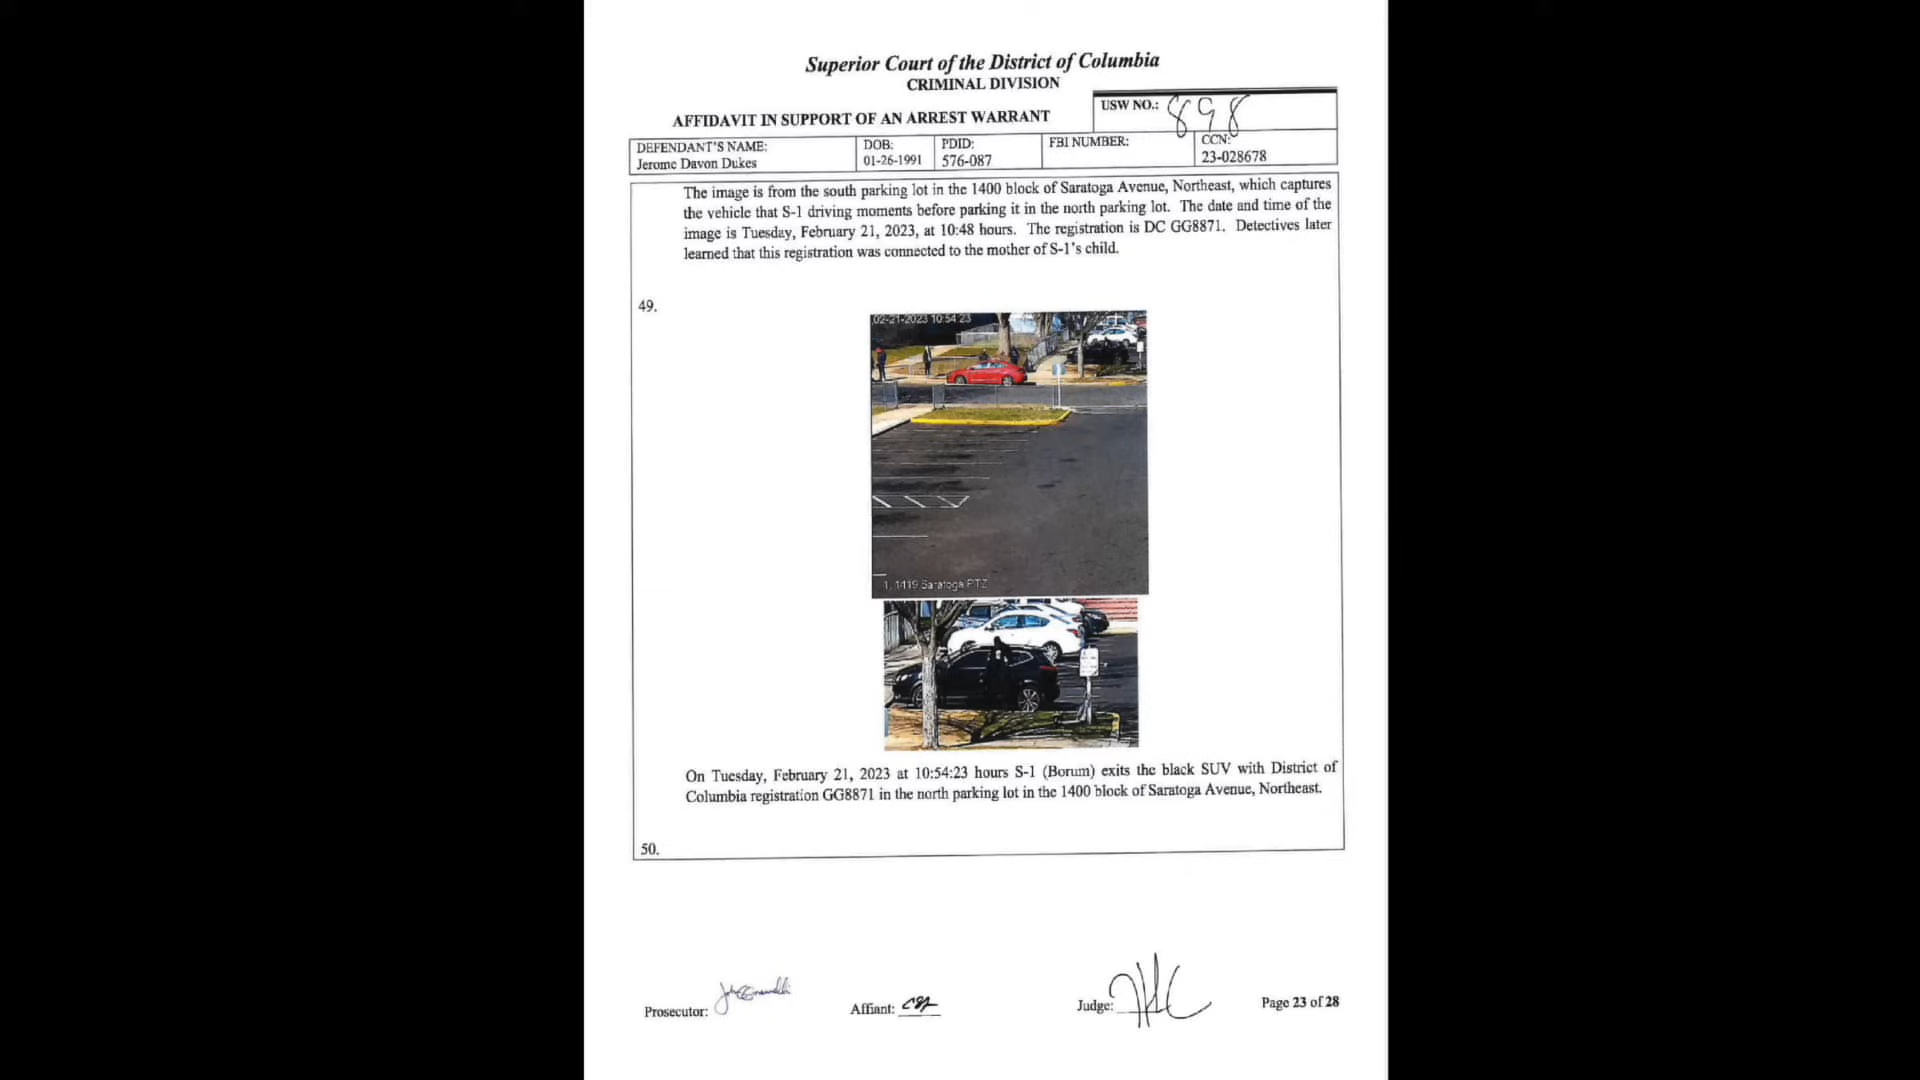 Superior Court of the District of Columbia
CRIMINAL DIVISION
AFFIDAVIT IN SUPPORT OF AN ARREST WARRANT
USW NO.: 898
DEFENDANT'S NAME:
Jerome Davon Dukes
DOB:
01-26-1991
PDID:
576-087
FBI NUMBER:
CCN:
23-028678
The image is from the south parking lot in the 1400 block of Saratoga Avenue, Northeast, which captures
the vehicle that S-1 driving moments before parking it in the north parking lot. The date and time of the
image is Tuesday, February 21, 2023, at 10:48 hours. The registration is DC GG8871. Detectives later
learned that this registration was connected to the mother of S-1's child.
49.
02-21-2023 10:54:23
1, 1419 Saratoga PTZ
On Tuesday, February 21, 2023 at 10:54:23 hours S-1 (Borum) exits the black SUV with District of
Columbia registration GG8871 in the north parking lot in the 1400 block of Saratoga Avenue, Northeast.
50.
Prosecutor:
Affiant:
Judge:
Page 23 of 28